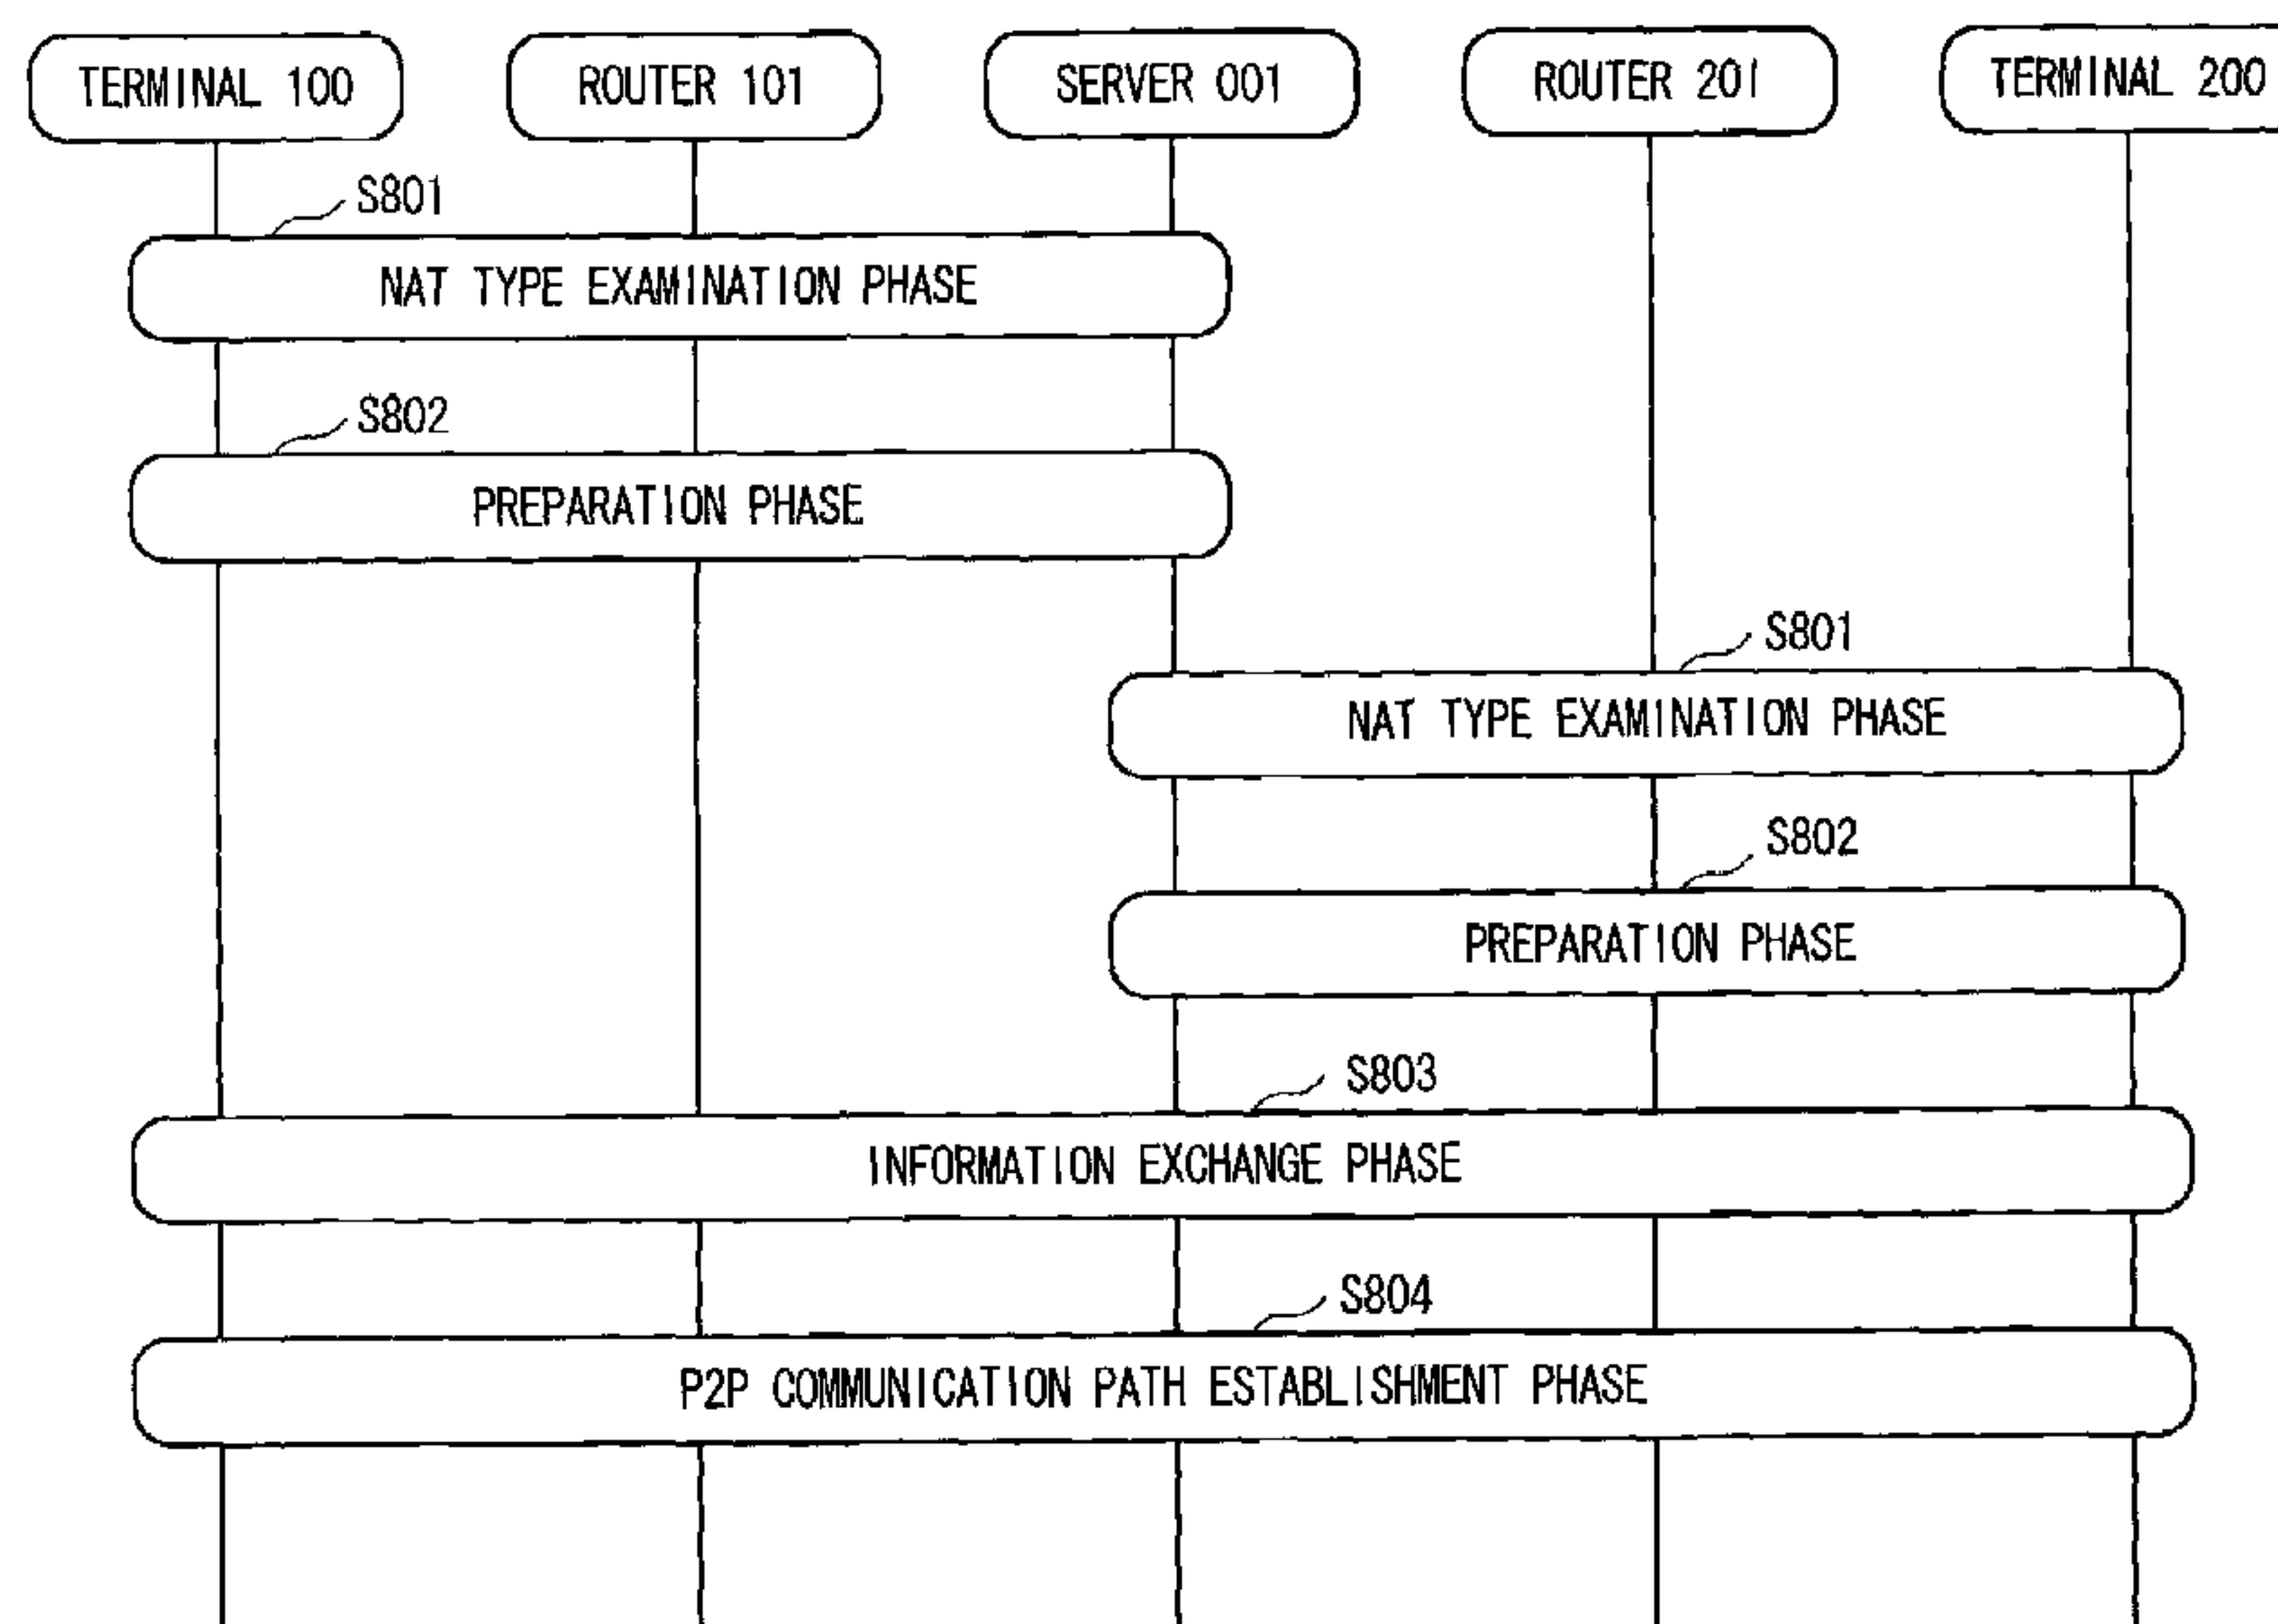 TERMINAL 100
ROUTER 101
SERVER 001
ROUTER 201
TERMINAL 200
S801
NAT TYPE EXAMINATION PHASE
S802
PREPARATION PHASE
S801
NAT TYPE EXAMINATION PHASE
S802
PREPARATION PHASE
S803
INFORMATION EXCHANGE PHASE
S804
P2P COMMUNICATION PATH ESTABLISHMENT PHASE